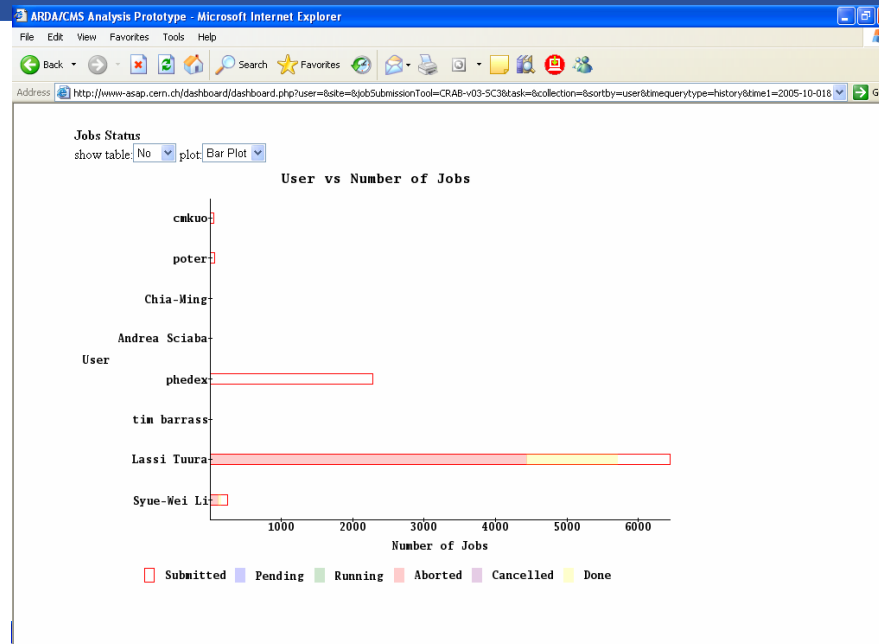 ARDA/CMS Analysis Prototype - Microsoft Internet Explorer
File Edit View Favorites Tools Help
Back Search Favorites
Address http://www-asap.cern.ch/dashboard/dashboard.php?user=&site=&jobSubmissionTool=CRAB-v03-SC3&task=&collection=&sortby=user&timequerytype=history&time1=2005-10-01& G
Jobs Status
show table: No plot: Bar Plot
User vs Number of Jobs
cmkuo
poter
Chia-Ming
Andrea Sciaba
User
phedex
tim barrass
Lassi Tuura
Syue-Wei Li
1000 2000 3000 4000 5000 6000
Number of Jobs
Submitted Pending Running Aborted Cancelled Done